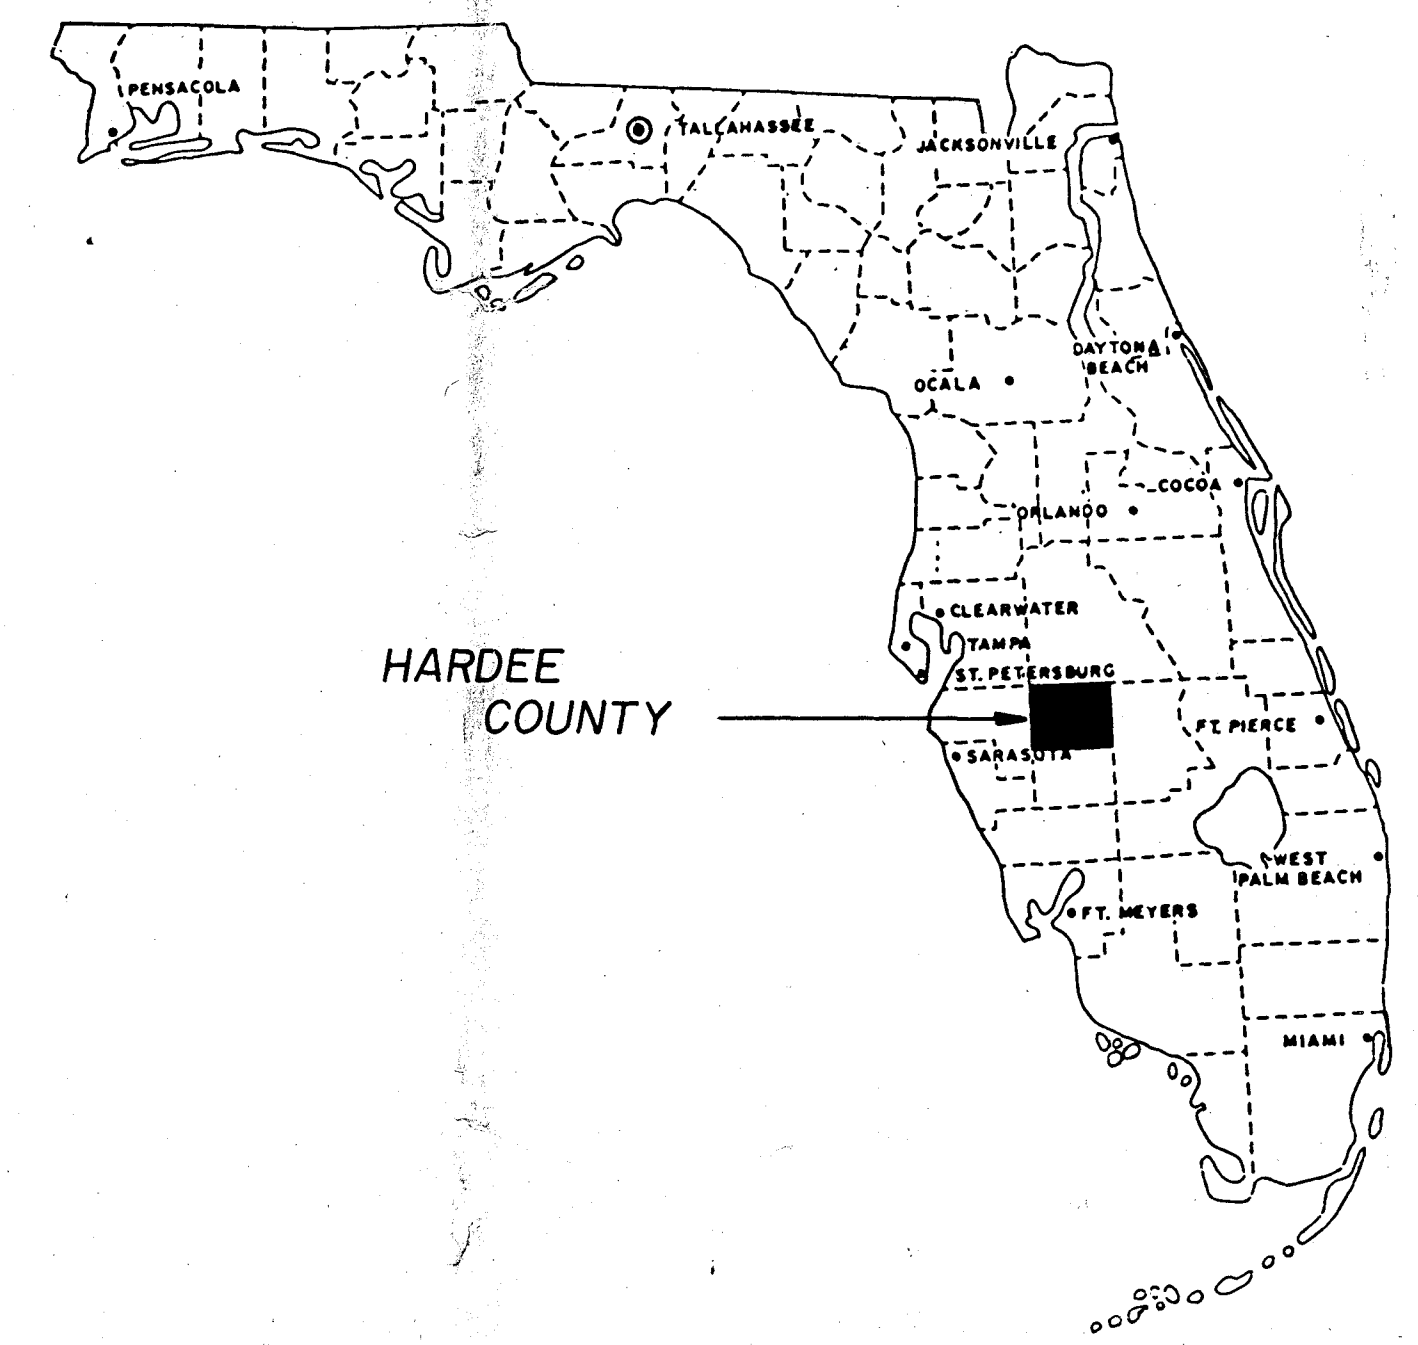 PENSACOLA
TALLAHASSEE
JACKSONVILLE
DAYTONA
BEACH
OCALA
COCOA
ORLANDO
CLEARWATER
TAMPA
ST. PETERSBURG
HARDEE
COUNTY
FT. PIERCE
SARASOTA
WEST
PALM BEACH
FT. MEYERS
MIAMI